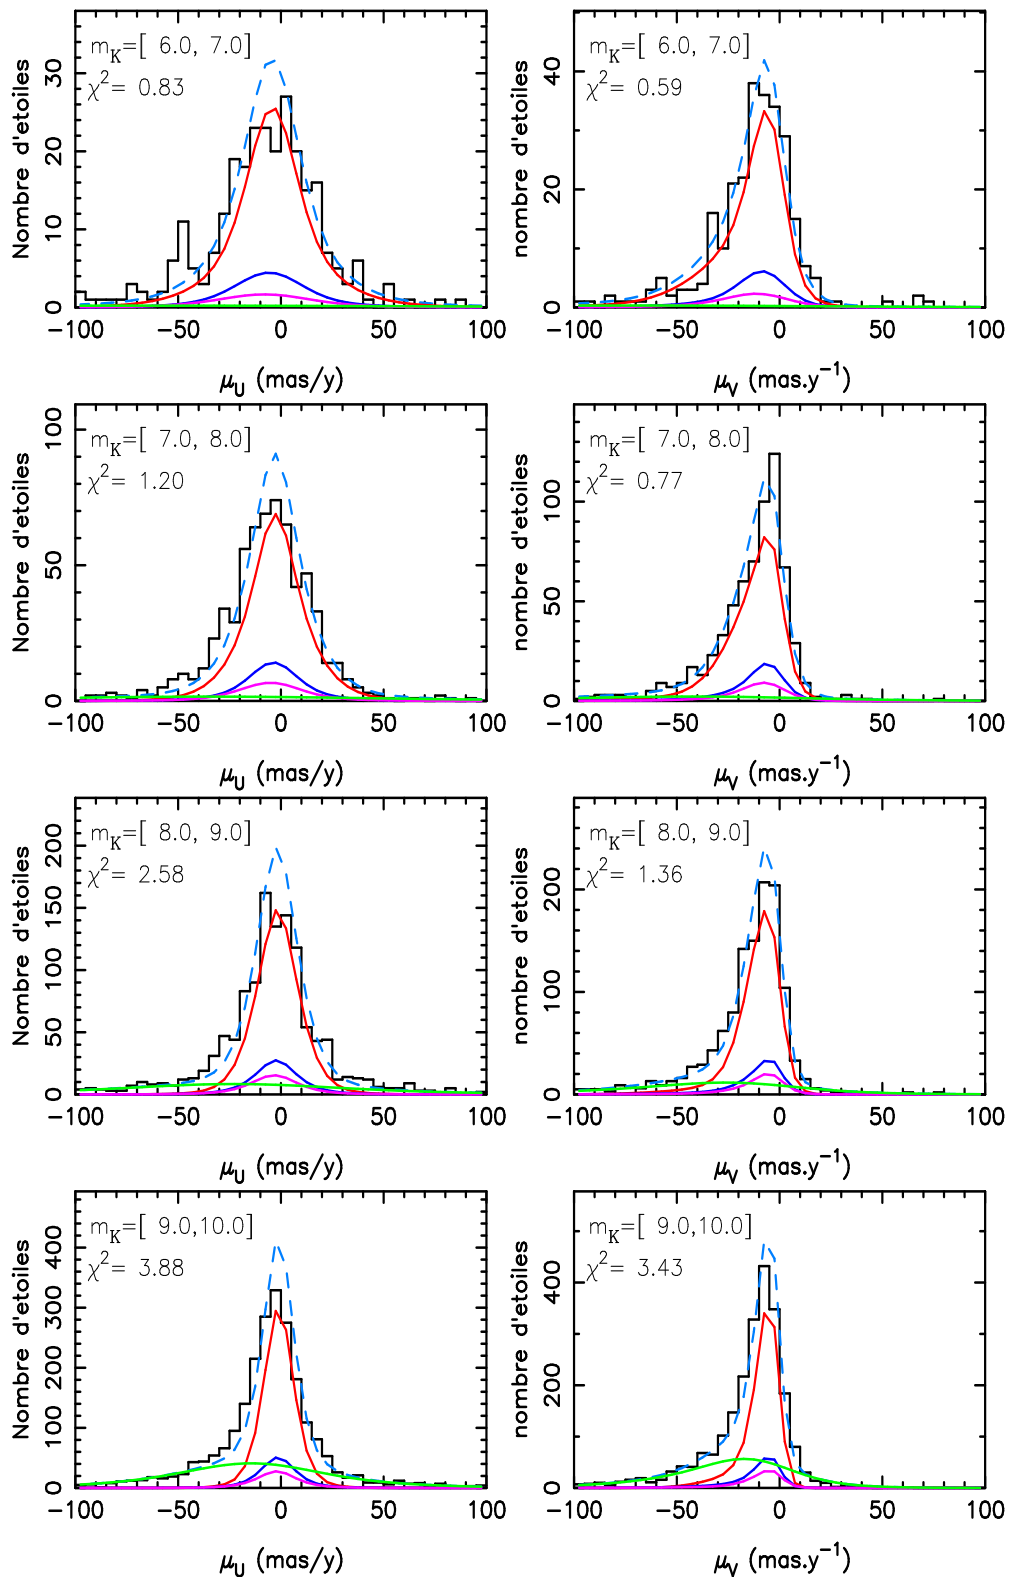 m_K=[ 6.0, 7.0]
χ²= 0.83
Nombre d'etoiles
30
20
10
0
−100 −50 0 50 100
μ_U (mas/y)
m_K=[ 6.0, 7.0]
χ²= 0.59
nombre d'etoiles
40
20
0
−100 −50 0 50 100
μ_V (mas.y⁻¹)
m_K=[ 7.0, 8.0]
χ²= 1.20
Nombre d'etoiles
100
50
0
−100 −50 0 50 100
μ_U (mas/y)
m_K=[ 7.0, 8.0]
χ²= 0.77
nombre d'etoiles
100
50
0
−100 −50 0 50 100
μ_V (mas.y⁻¹)
m_K=[ 8.0, 9.0]
χ²= 2.58
Nombre d'etoiles
200
150
100
50
0
−100 −50 0 50 100
μ_U (mas/y)
m_K=[ 8.0, 9.0]
χ²= 1.36
nombre d'etoiles
200
100
0
−100 −50 0 50 100
μ_V (mas.y⁻¹)
m_K=[ 9.0,10.0]
χ²= 3.88
Nombre d'etoiles
400
300
200
100
0
−100 −50 0 50 100
μ_U (mas/y)
m_K=[ 9.0,10.0]
χ²= 3.43
nombre d'etoiles
400
200
0
−100 −50 0 50 100
μ_V (mas.y⁻¹)